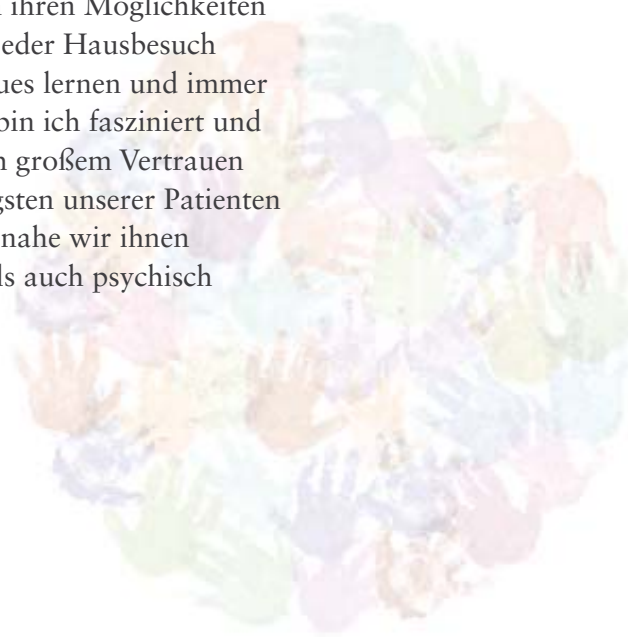 ihren Möglichkeiten
eder Hausbesuch
ues lernen und immer
bin ich fasziniert und
großem Vertrauen
gsten unserer Patienten
nahe wir ihnen
ls auch psychisch